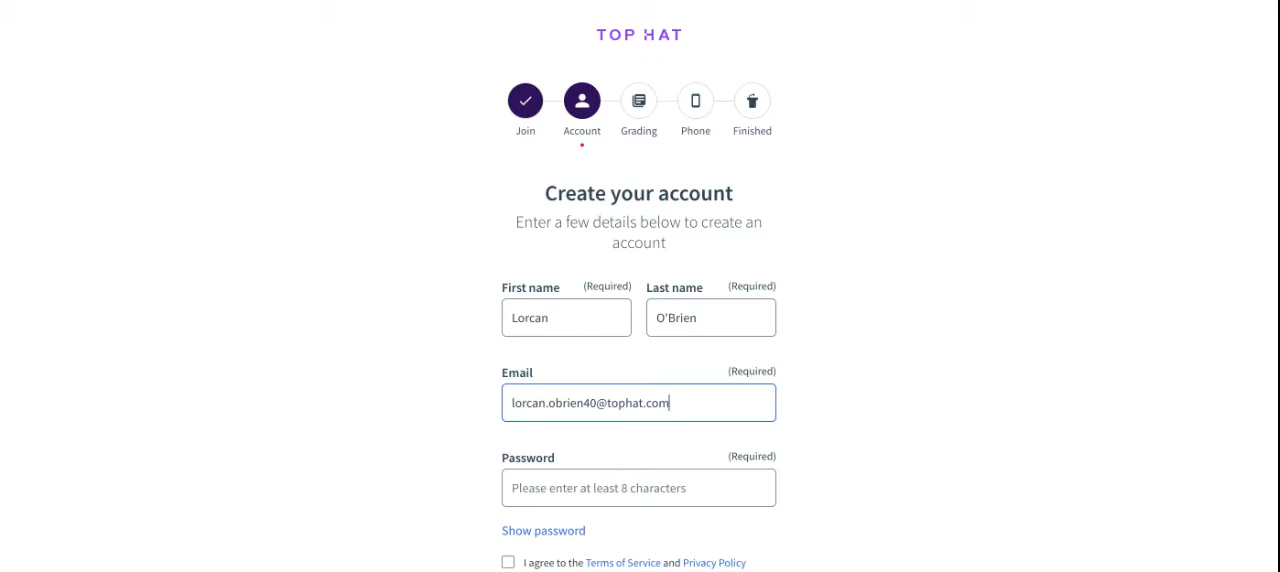 TOP HAT
Join Account Grading Phone Finished
Create your account
Enter a few details below to create an
account
First name (Required) Last name (Required)
Lorcan O'Brien
Email (Required)
lorcan.obrien40@tophat.com
Password (Required)
Please enter at least 8 characters
Show password
I agree to the Terms of Service and Privacy Policy